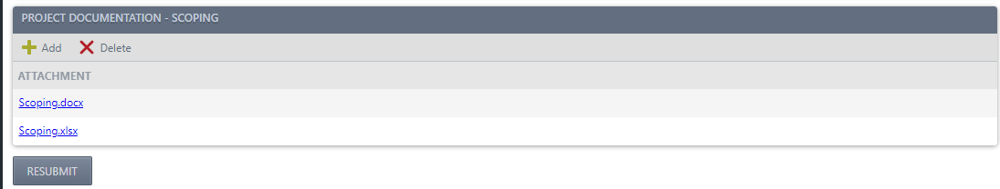 PROJECT DOCUMENTATION - SCOPING
Add Delete
ATTACHMENT
Scoping.docx
Scoping.xlsx
RESUBMIT